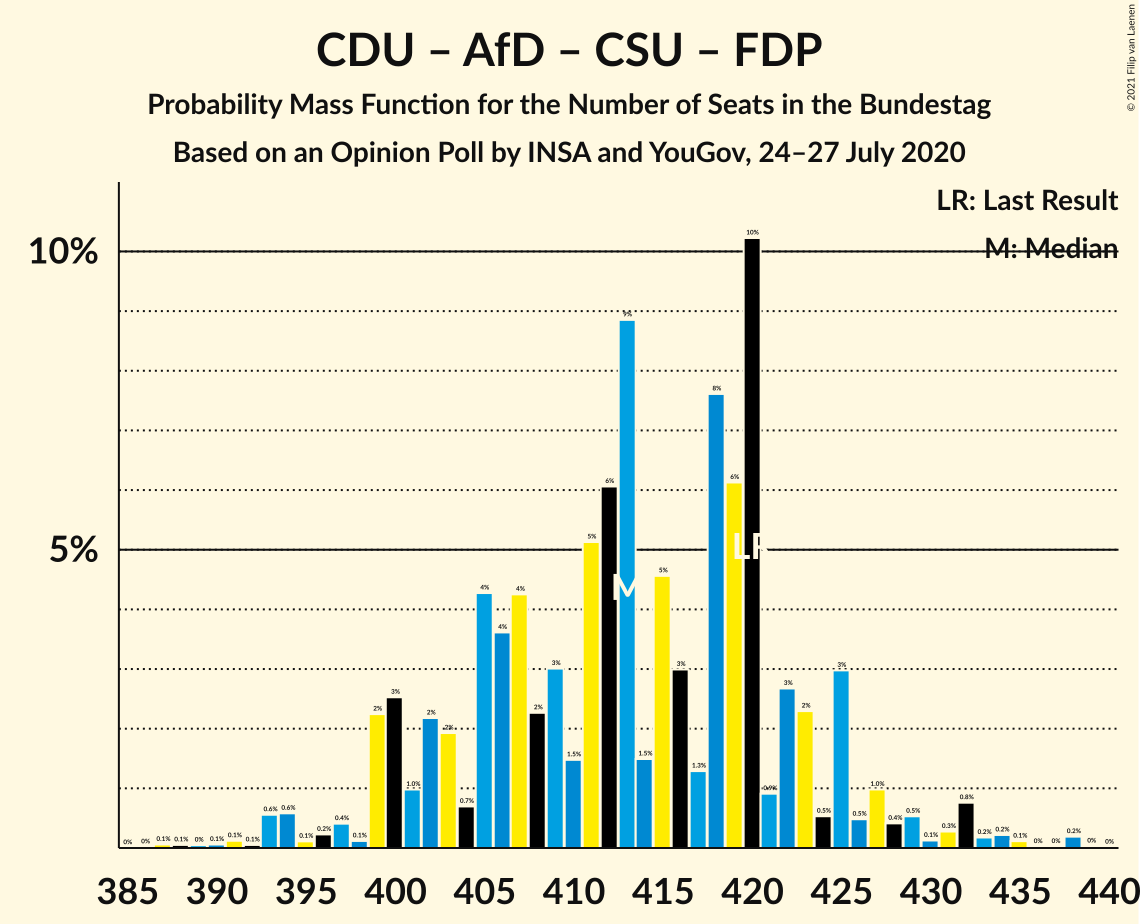 CDU – AfD – CSU – FDP
Probability Mass Function for the Number of Seats in the Bundestag
Based on an Opinion Poll by INSA and YouGov, 24–27 July 2020
© 2021 Filip van Laenen
LR: Last Result
M: Median
10%
5%
0% 0% 0.1% 0.1% 0% 0.1% 0.1% 0.1% 0.6% 0.6% 0.1% 0.2% 0.4% 0.1% 2% 3% 1.0% 2% 2% 0.7% 4% 4% 4% 2% 3% 1.5% 5% 6% 9% 1.5% 5% 3% 1.3% 8% 6% 10% 0.9% 3% 2% 0.5% 3% 0.5% 1.0% 0.4% 0.5% 0.1% 0.3% 0.8% 0.2% 0.2% 0.1% 0% 0% 0.2% 0% 0%
M
LR
385 390 395 400 405 410 415 420 425 430 435 440